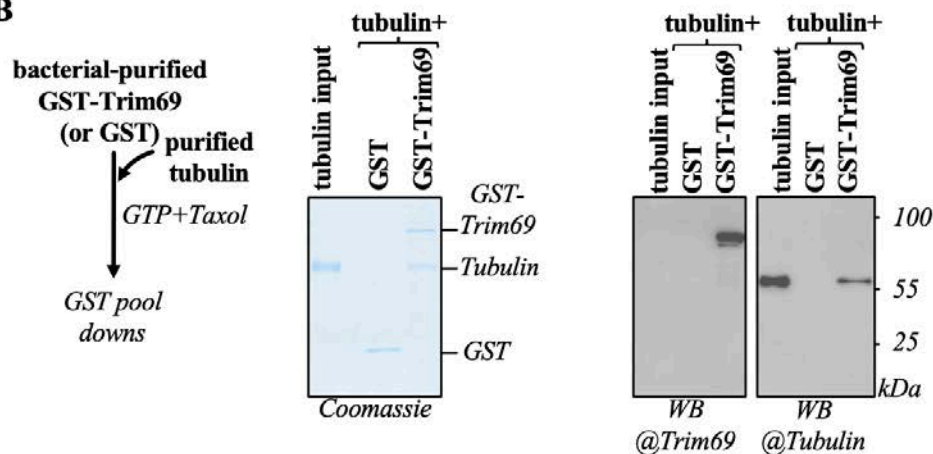 B
bacterial-purified
GST-Trim69
(or GST)
purified
tubulin
GTP+Taxol
GST pool
downs
tubulin+
tubulin input
GST
GST-Trim69
GST-
Trim69
Tubulin
GST
Coomassie
tubulin+
tubulin input
GST
GST-Trim69
WB
@Trim69
tubulin+
tubulin input
GST
GST-Trim69
100
55
25
kDa
WB
@Tubulin